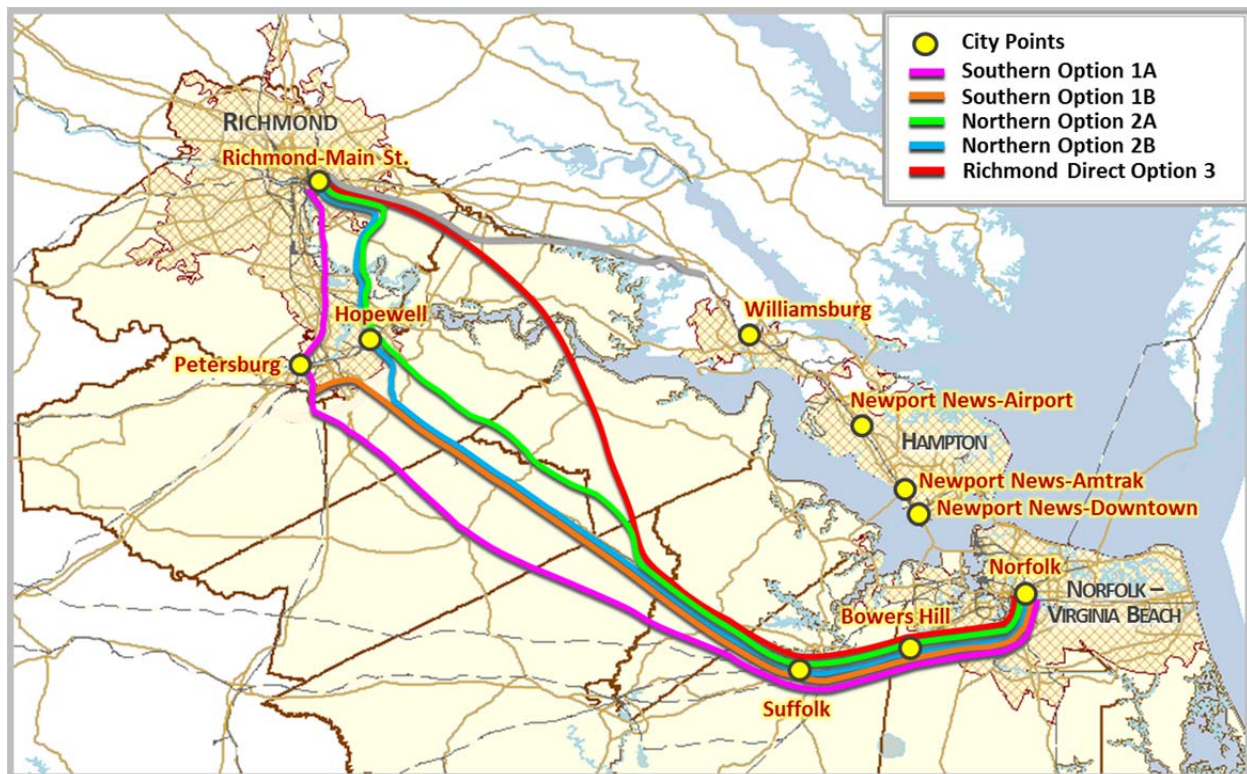 City Points
Southern Option 1A
Southern Option 1B
Northern Option 2A
Northern Option 2B
Richmond Direct Option 3
RICHMOND
Richmond-Main St.
Hopewell
Petersburg
Williamsburg
Newport News-Airport
HAMPTON
Newport News-Amtrak
Newport News-Downtown
Norfolk
NORFOLK –
VIRGINIA BEACH
Bowers Hill
Suffolk